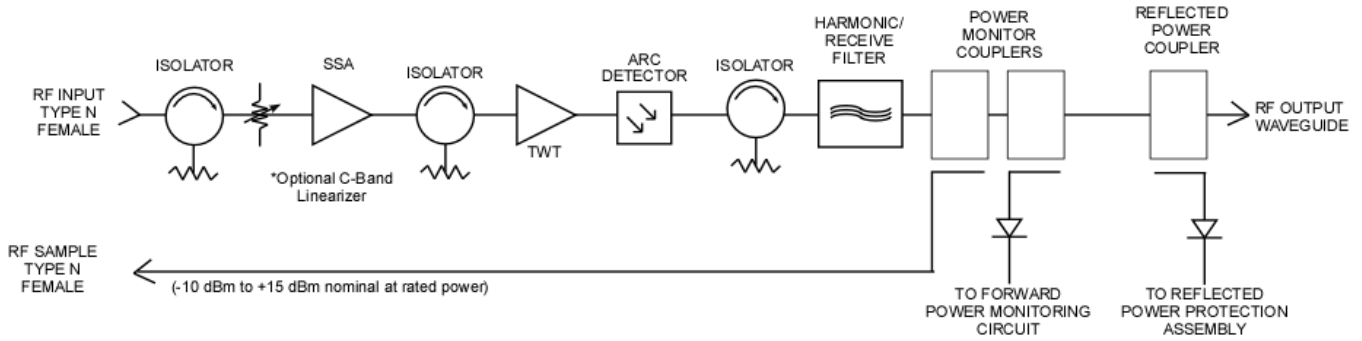 RF INPUT
TYPE N
FEMALE
ISOLATOR
SSA
*Optional C-Band
Linearizer
ISOLATOR
TWT
ARC
DETECTOR
ISOLATOR
HARMONIC/
RECEIVE
FILTER
POWER
MONITOR
COUPLERS
REFLECTED
POWER
COUPLER
RF OUTPUT
WAVEGUIDE
RF SAMPLE
TYPE N
FEMALE
(-10 dBm to +15 dBm nominal at rated power)
TO FORWARD
POWER MONITORING
CIRCUIT
TO REFLECTED
POWER PROTECTION
ASSEMBLY